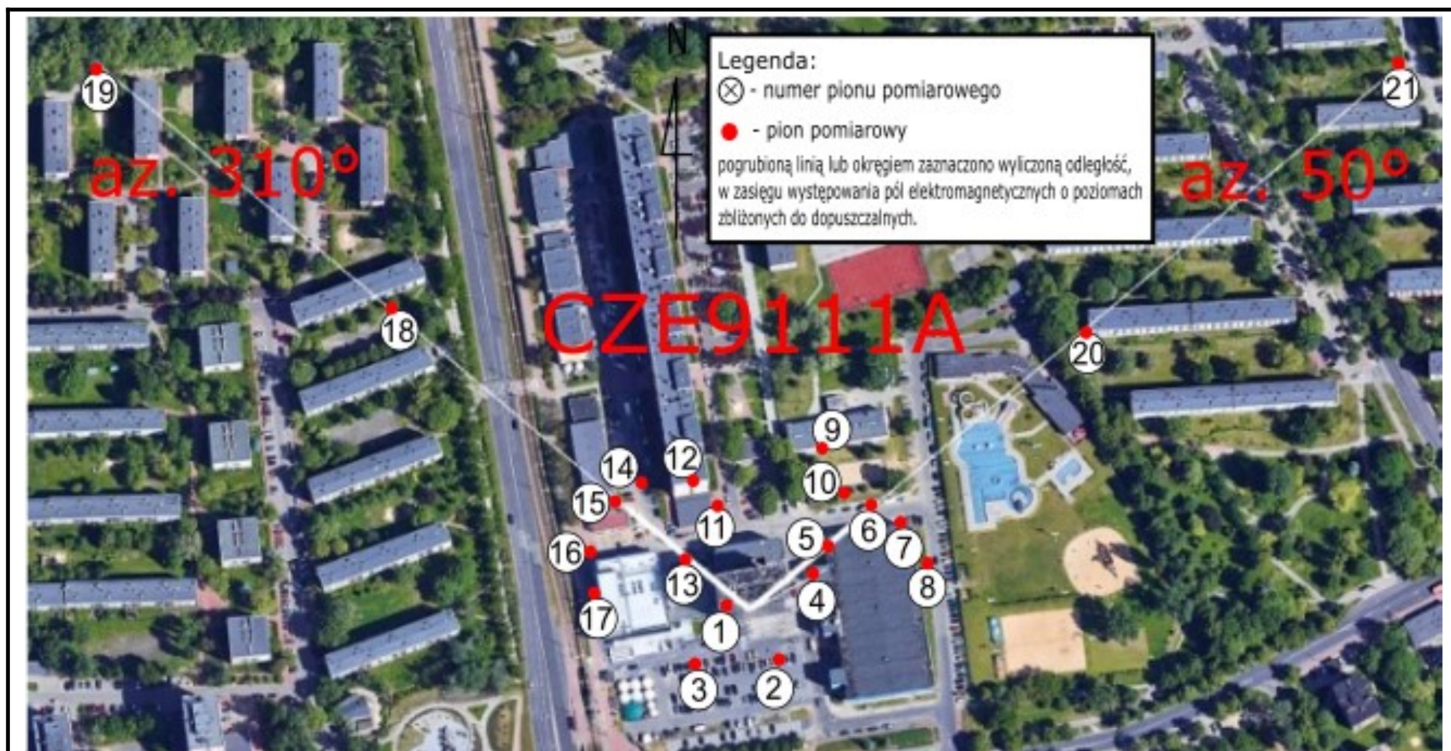 N
Legenda:
- numer pionu pomiarowego
- pion pomiarowy
pogrubioną linią lub okręgiem zaznaczono wyliczoną odległość,
w zasięgu występowania pól elektromagnetycznych o poziomach
zbliżonych do dopuszczalnych.
19
21
az. 310°
az. 50°
18
CZE9111A
20
9
14
12
15
10
11
6
5
7
16
13
8
17
4
1
3
2